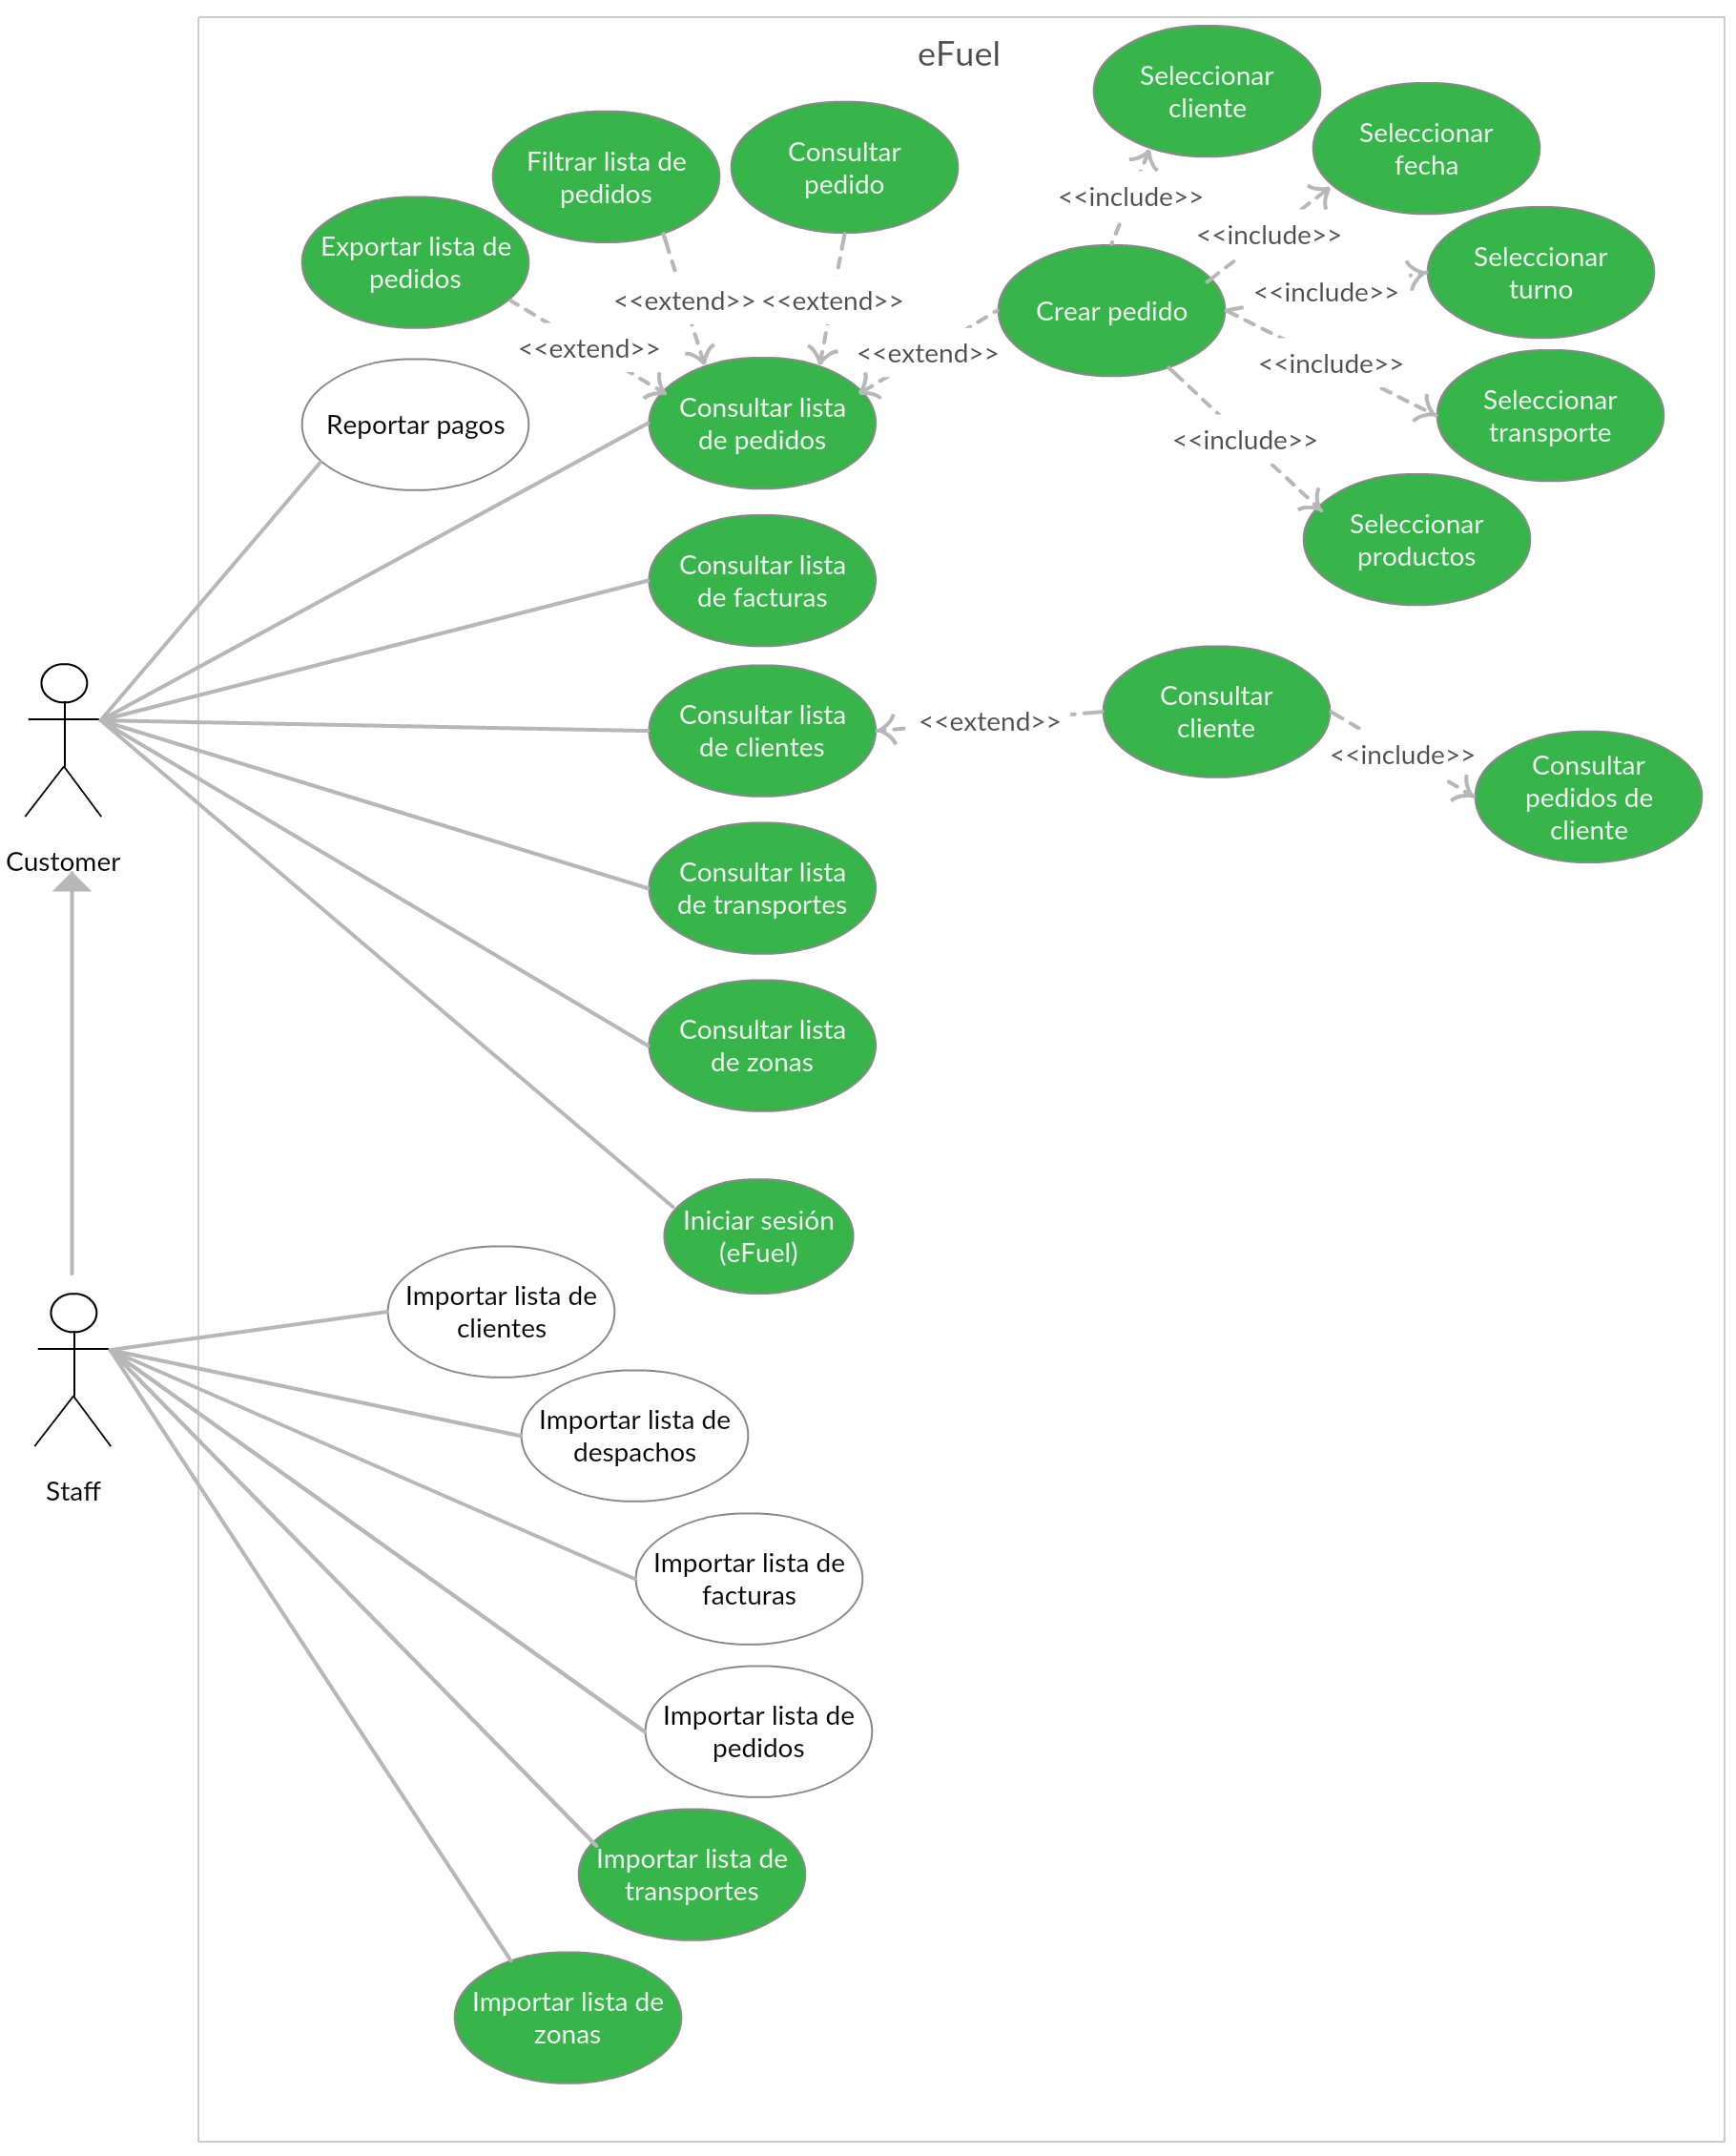 eFuel
Seleccionar
cliente
Seleccionar
fecha
Filtrar lista de
pedidos
Consultar
pedido
Exportar lista de
pedidos
<<include>>
<<include>>
Seleccionar
turno
<<include>>
Crear pedido
<<extend>>
<<extend>>
<<extend>>
<<extend>>
<<include>>
Seleccionar
transporte
Reportar pagos
Consultar lista
de pedidos
<<include>>
Seleccionar
productos
Consultar lista
de facturas
Consultar lista
de clientes
<<extend>>
Consultar
cliente
<<include>>
Consultar
pedidos de
cliente
Customer
Consultar lista
de transportes
Consultar lista
de zonas
Iniciar sesión
(eFuel)
Importar lista de
clientes
Importar lista de
despachos
Staff
Importar lista de
facturas
Importar lista de
pedidos
Importar lista de
transportes
Importar lista de
zonas